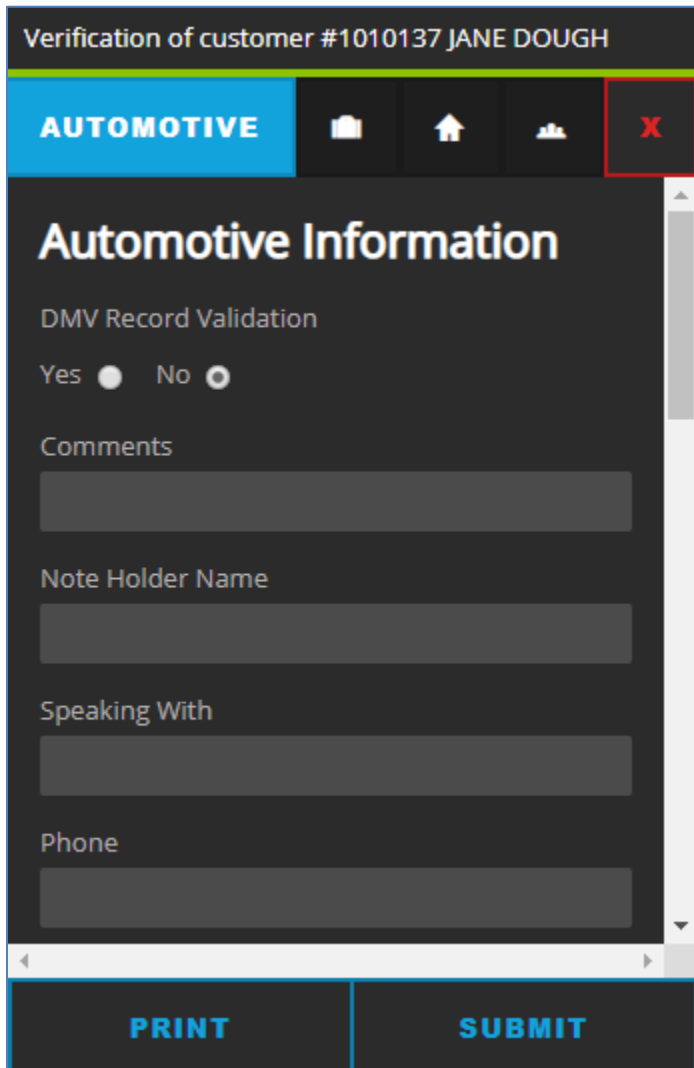 Verification of customer #1010137 JANE DOUGH
AUTOMOTIVE X
Automotive Information
DMV Record Validation
Yes No
Comments
Note Holder Name
Speaking With
Phone
PRINT SUBMIT